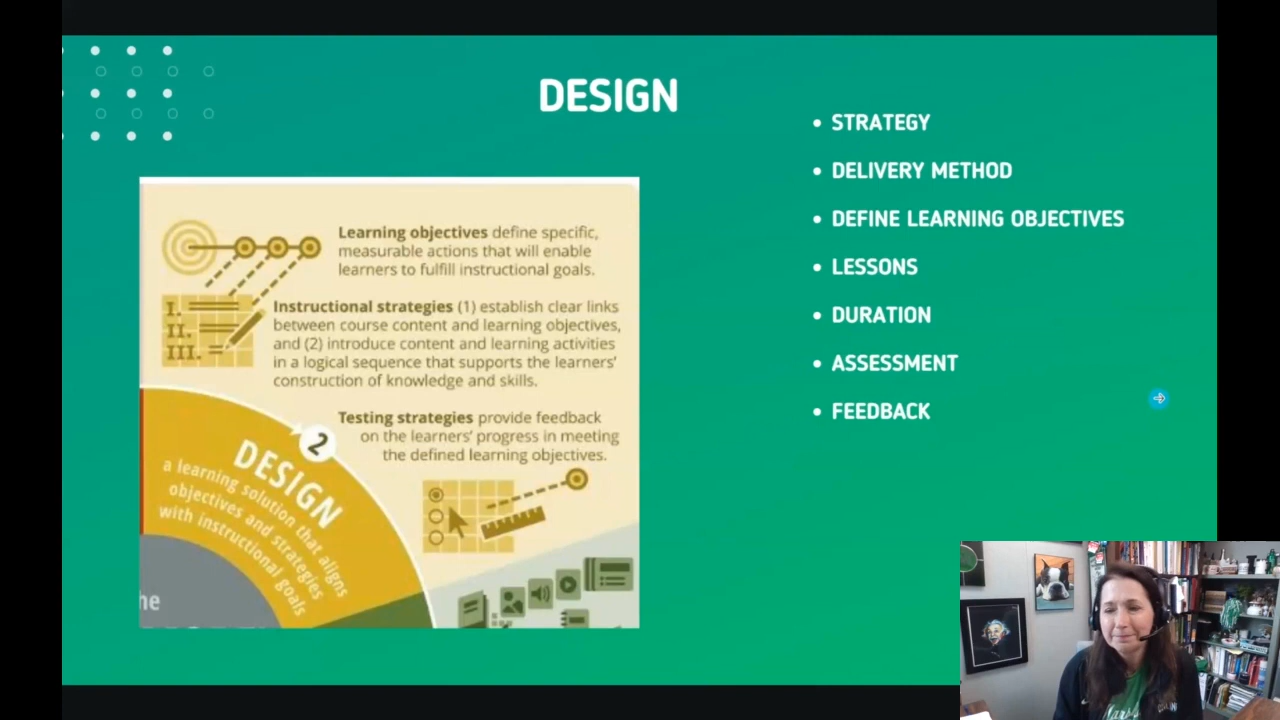 DESIGN
• STRATEGY
• DELIVERY METHOD
• DEFINE LEARNING OBJECTIVES
• LESSONS
• DURATION
• ASSESSMENT
• FEEDBACK
Learning objectives define specific,
measurable actions that will enable
learners to fulfill instructional goals.
I.
II.
III.
Instructional strategies (1) establish clear links
between course content and learning objectives,
and (2) introduce content and learning activities
in a logical sequence that supports the learners'
construction of knowledge and skills.
Testing strategies provide feedback
on the learners' progress in meeting
the defined learning objectives.
2
DESIGN
a learning solution that aligns
objectives and strategies
with instructional goals
he